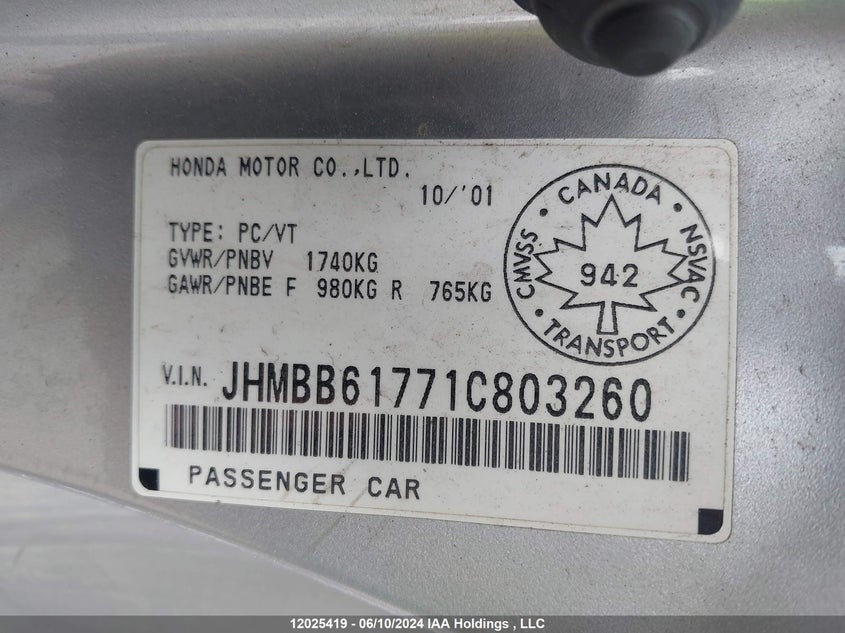 HONDA MOTOR CO.,LTD.
10/'01
TYPE: PC/VT
GVWR/PNBV 1740KG
GAWR/PNBE F 980KG R 765KG
CANADA
CMVSS
NSVAC
942
TRANSPORT
V.I.N. JHMBB61771C803260
PASSENGER CAR
12025419 - 06/10/2024 IAA Holdings , LLC